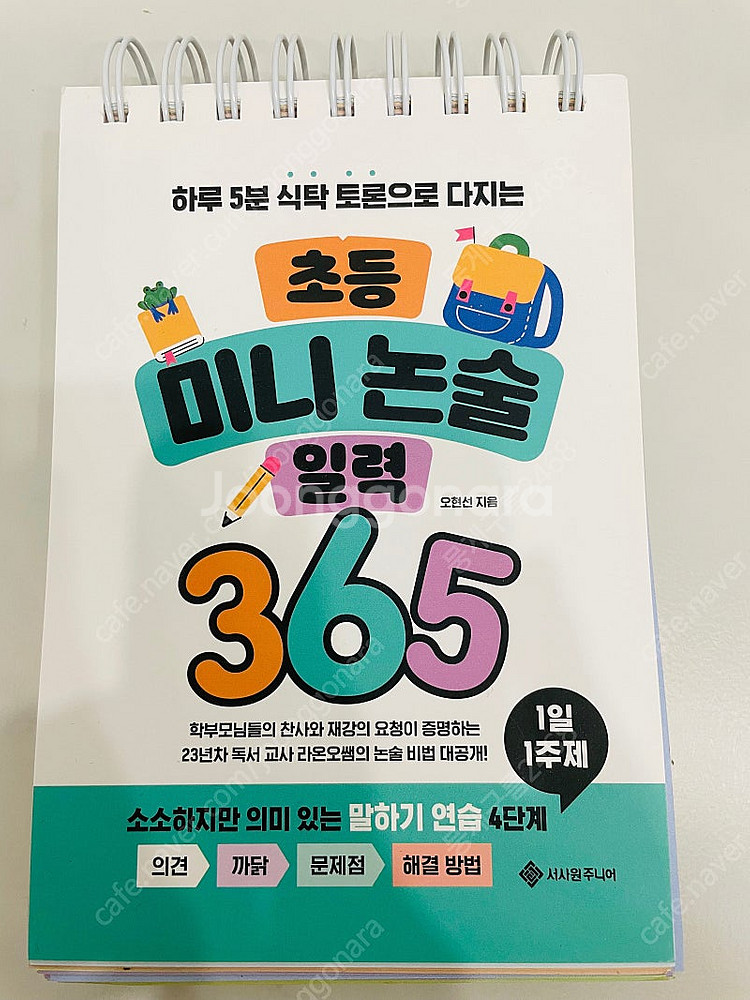 하루 5분 식탁 토론으로 다지는
초등
미니 논술
일력
오현선 지음
Joonggonara
365
학부모님들의 찬사와 재강의 요청이 증명하는
23년차 독서 교사 라온오쌤의 논술 비법 대공개!
1일
1주제
소소하지만 의미 있는 말하기 연습 4단계
의견 까닭 문제점 해결 방법
서사원주니어
cafe.naver
joonggonara